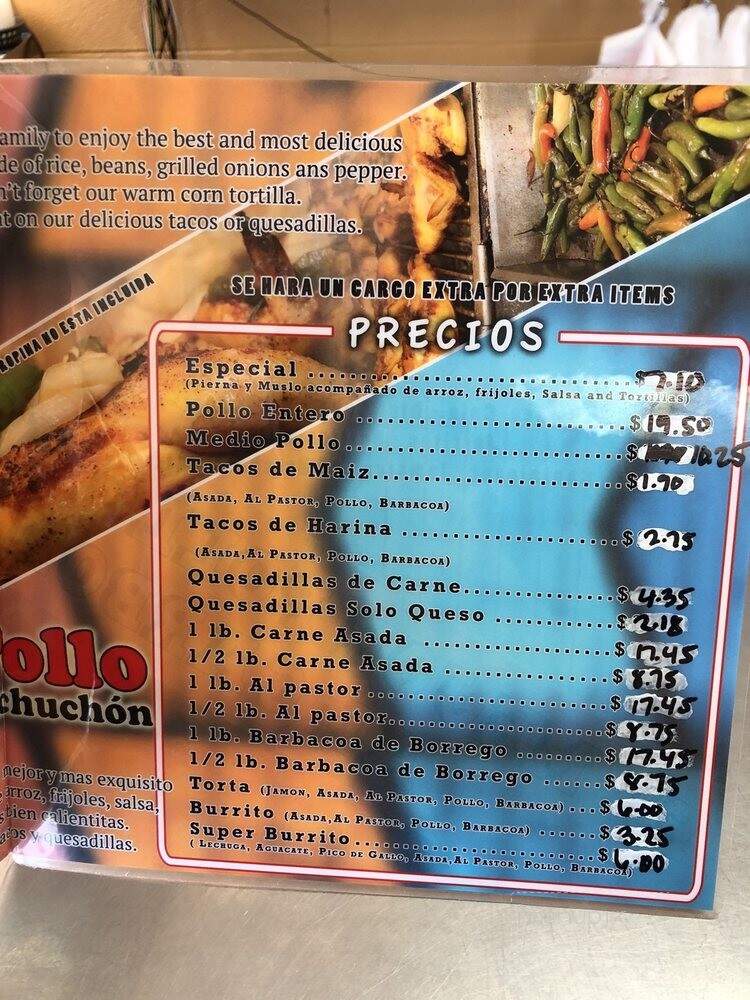 amily to enjoy the best and most delicious
de of rice, beans, grilled onions ans pepper.
n't forget our warm corn tortilla.
t on our delicious tacos or quesadillas.
ROPINA NO ESTA INCLUIDA
SE HARA UN CARGO EXTRA POR EXTRA ITEMS
PRECIOS
Especial .................... $7.10
(Pierna y Muslo acompañado de arroz, frijoles, Salsa and Tortillas)
Pollo Entero .................... $19.50
Medio Pollo .................... $ 10.25
Tacos de Maiz .................... $1.90
(Asada, Al Pastor, Pollo, Barbacoa)
Tacos de Harina .................... $2.75
(Asada, Al Pastor, Pollo, Barbacoa)
Quesadillas de Carne .................... $4.35
Quesadillas Solo Queso .................... $2.18
1 lb. Carne Asada .................... $17.45
1/2 lb. Carne Asada .................... $8.75
1 lb. Al pastor .................... $17.45
1/2 lb. Al pastor .................... $8.75
1 lb. Barbacoa de Borrego .................... $17.45
1/2 lb. Barbacoa de Borrego ...... $8.75
Torta (Jamon, Asada, Al Pastor, Pollo, Barbacoa) ... $6.00
Burrito (Asada, Al Pastor, Pollo, Barbacoa) ...... $3.25
Super Burrito .................... $6.00
( Lechuga, Aguacate, Pico de Gallo, Asada, Al Pastor, Pollo, Barbacoa)
Pollo
chuchón
mejor y mas exquisito
arroz, frijoles, salsa,
bien calientitas.
acos y quesadillas.